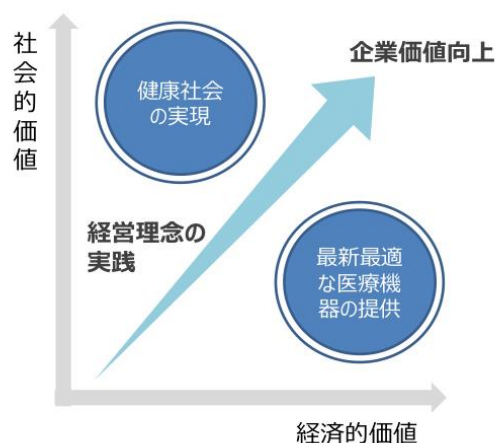 社会的価値
企業価値向上
健康社会
の実現
経営理念の
実践
最新最適
な医療機
器の提供
経済的価値